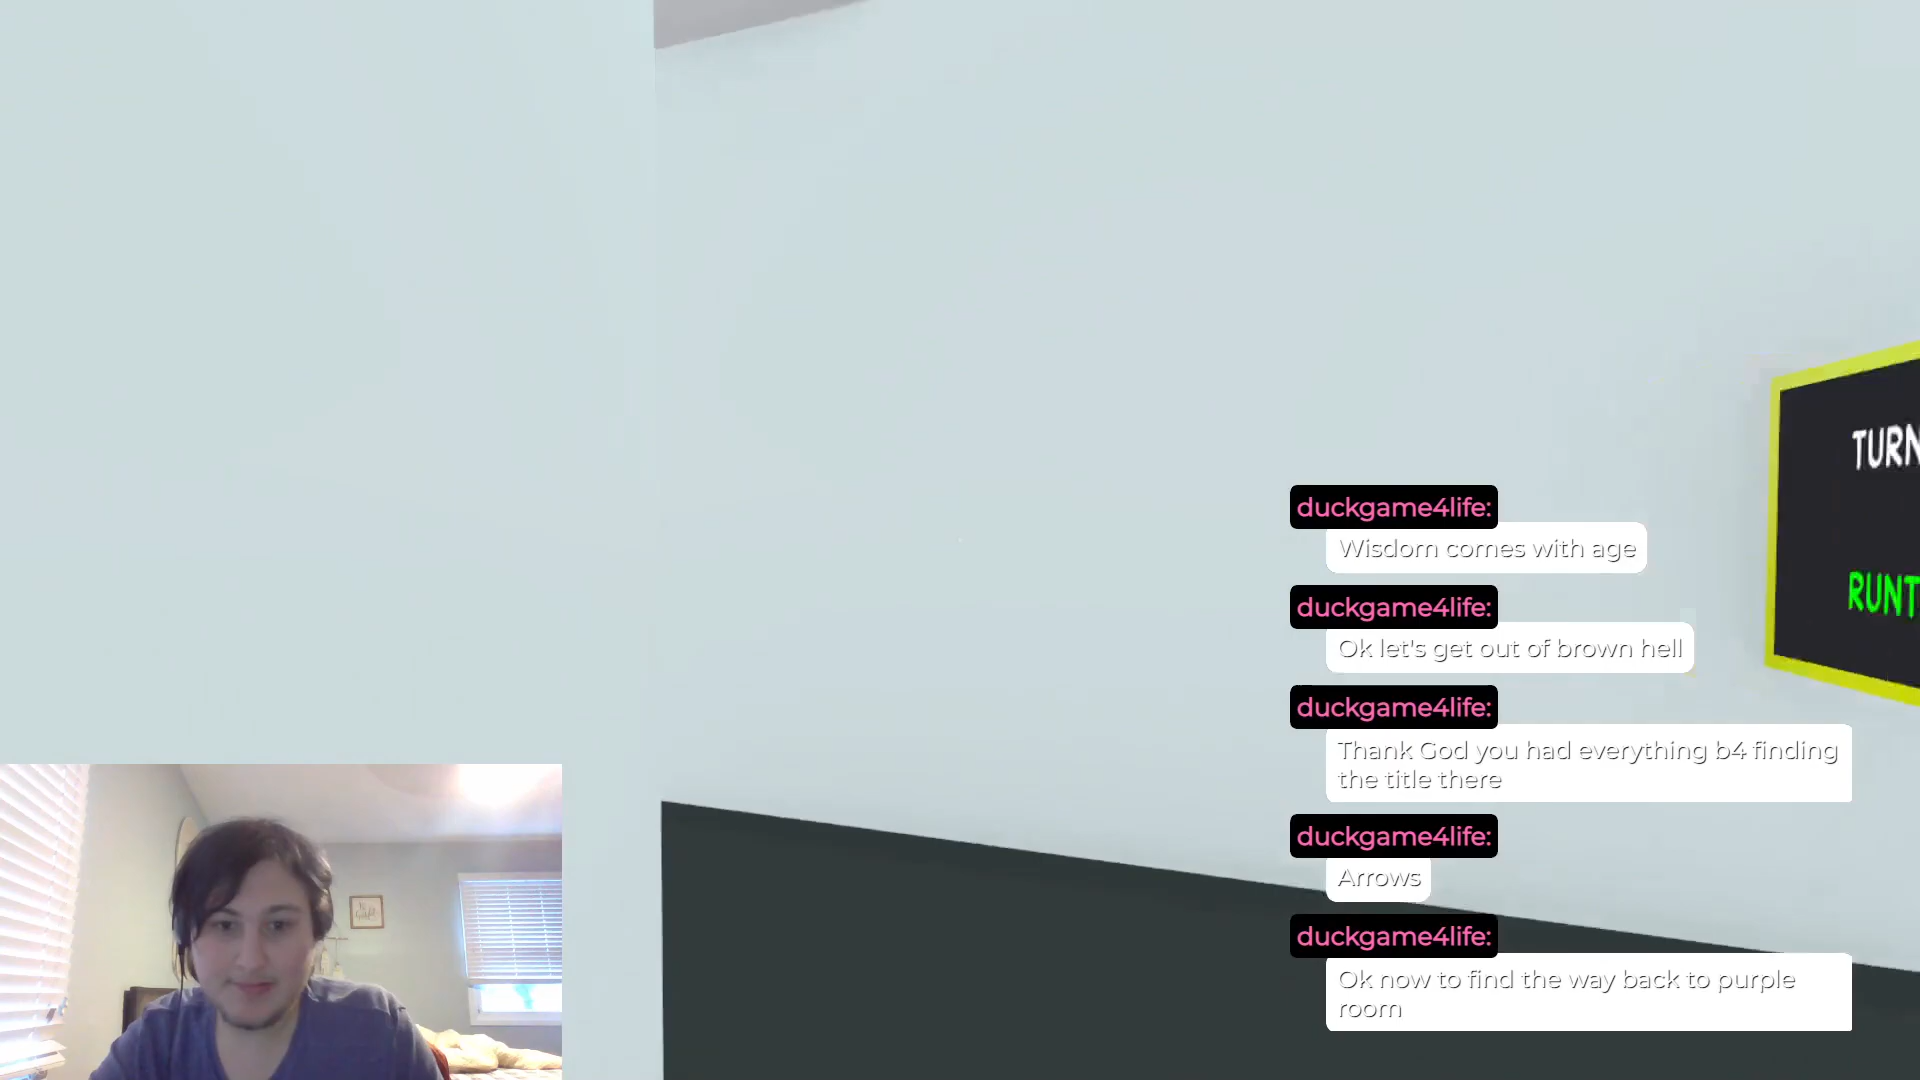 TURN
RUNT
duckgame4life:
Wisdom comes with age
duckgame4life:
Ok let's get out of brown hell
duckgame4life:
Thank God you had everything b4 finding
the title there
duckgame4life:
Arrows
duckgame4life:
Ok now to find the way back to purple
room